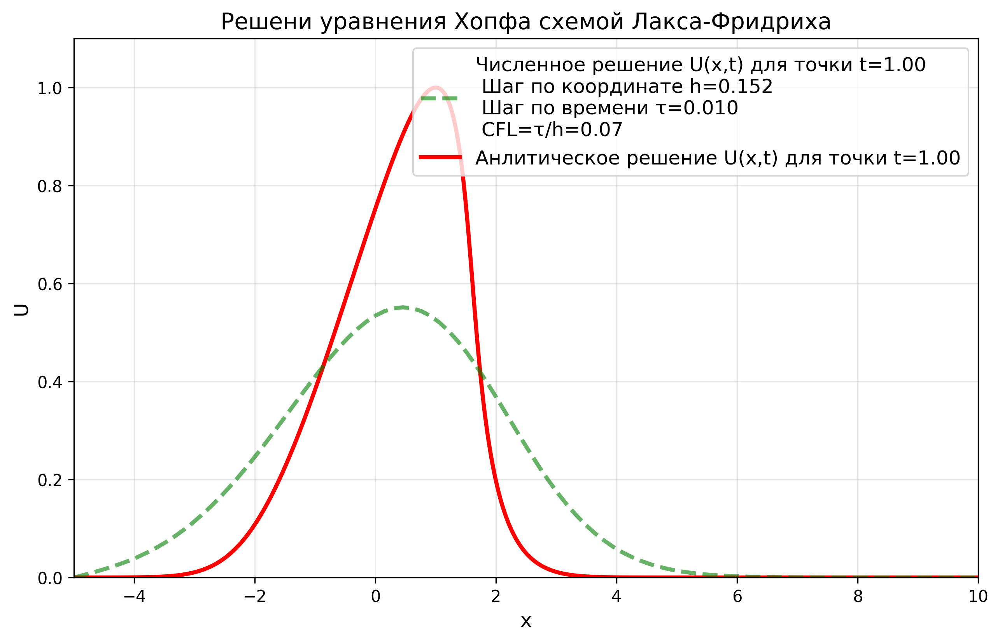 Решени уравнения Хопфа схемой Лакса-Фридриха
Численное решение U(x,t) для точки t=1.00
Шаг по координате h=0.152
Шаг по времени τ=0.010
CFL=τ/h=0.07
Анлитическое решение U(x,t) для точки t=1.00
1.0
0.8
0.6
0.4
0.2
0.0
U
−4
−2
0
2
4
6
8
10
x